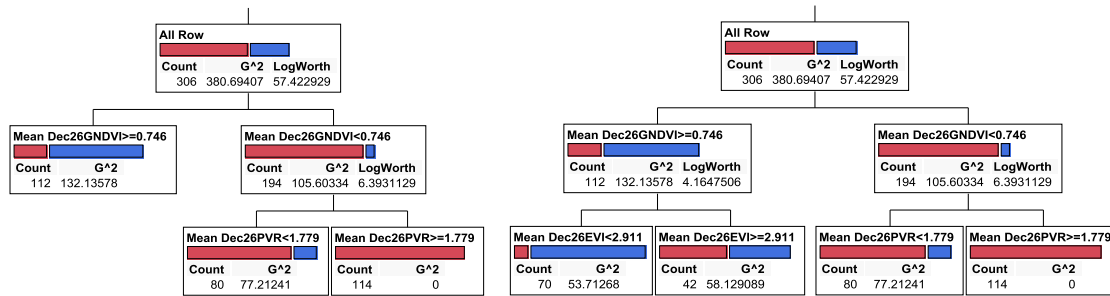 All Row
Count G^2 LogWorth
306 380.69407 57.422929
Mean Dec26GNDVI>=0.746
Count G^2
112 132.13578
Mean Dec26GNDVI<0.746
Count G^2 LogWorth
194 105.60334 6.3931129
Mean Dec26PVR<1.779
Count G^2
80 77.21241
Mean Dec26PVR>=1.779
Count G^2
114 0
All Row
Count G^2 LogWorth
306 380.69407 57.422929
Mean Dec26GNDVI>=0.746
Count G^2 LogWorth
112 132.13578 4.1647506
Mean Dec26GNDVI<0.746
Count G^2 LogWorth
194 105.60334 6.3931129
Mean Dec26EVI<2.911
Count G^2
70 53.71268
Mean Dec26EVI>=2.911
Count G^2
42 58.129089
Mean Dec26PVR<1.779
Count G^2
80 77.21241
Mean Dec26PVR>=1.779
Count G^2
114 0